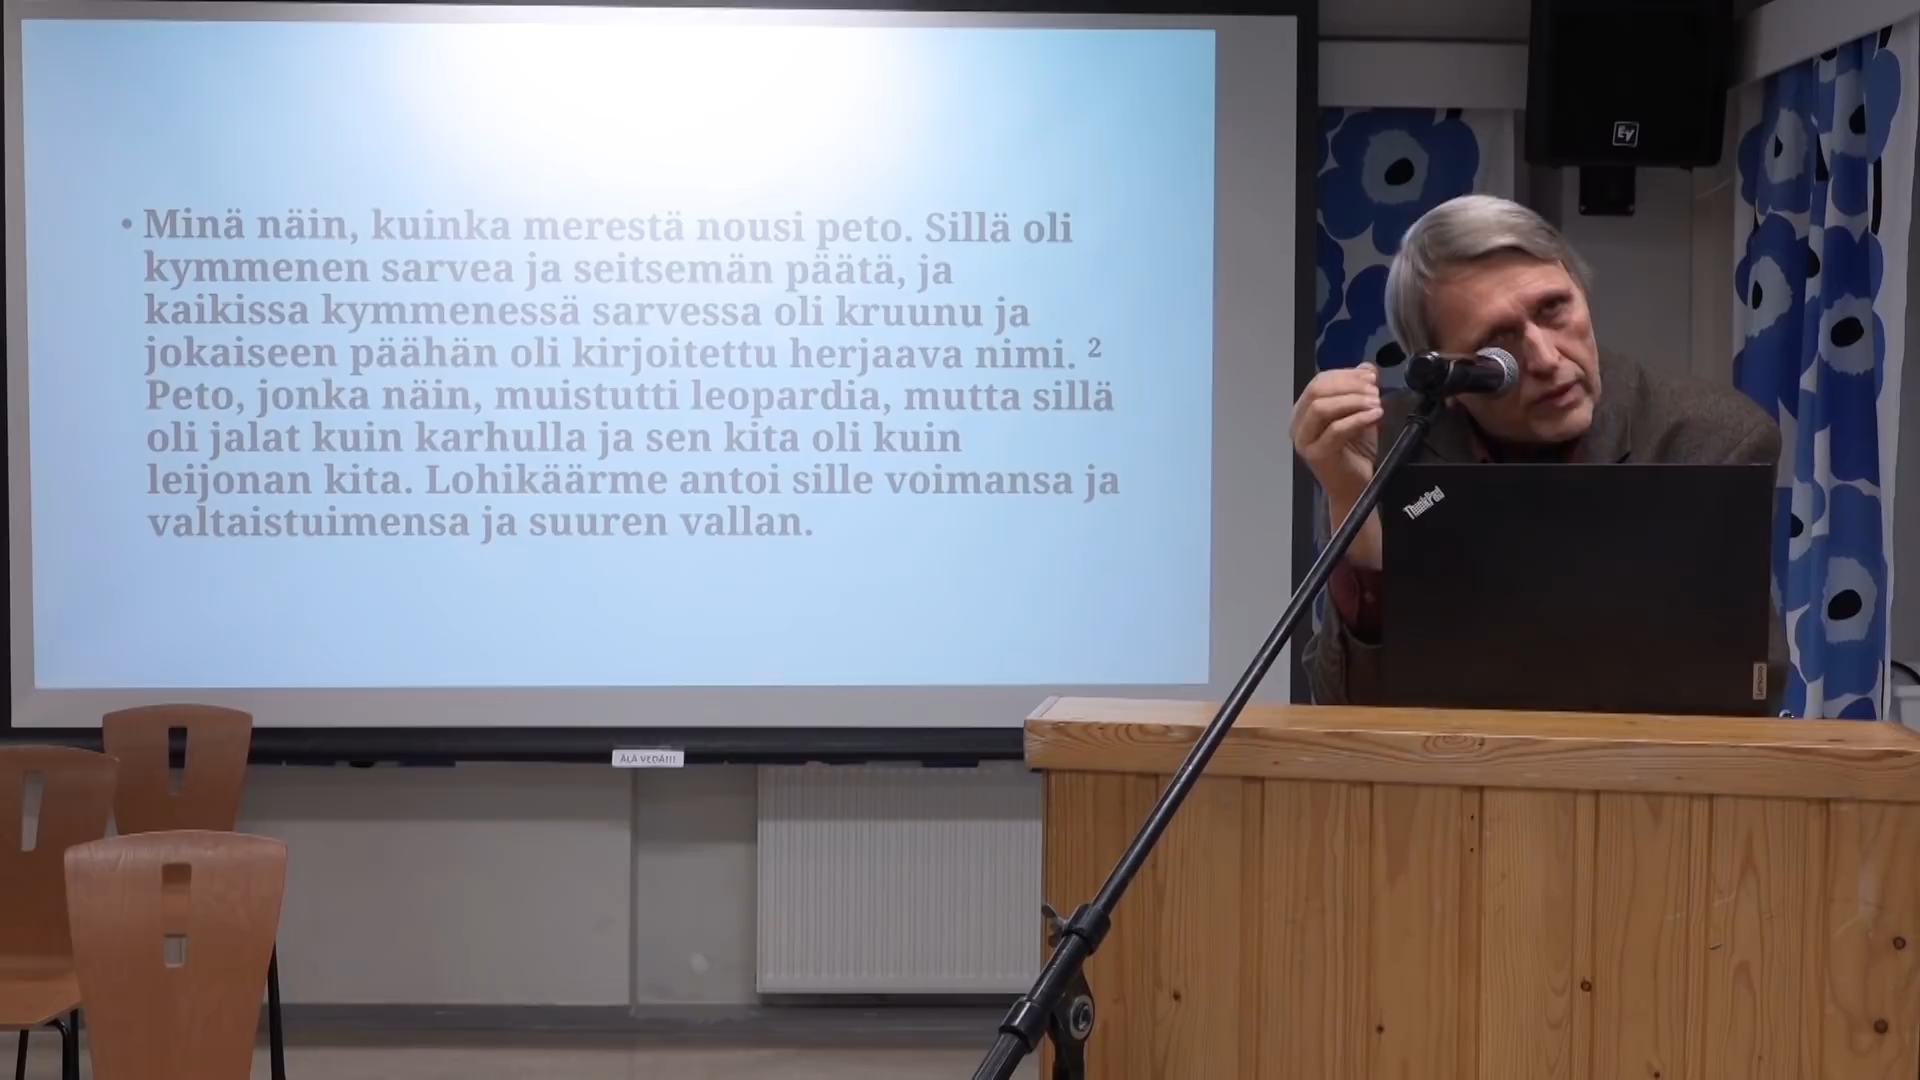 • Minä näin, kuinka merestä nousi peto. Sillä oli
kymmenen sarvea ja seitsemän päätä, ja
kaikissa kymmenessä sarvessa oli kruunu ja
jokaiseen päähän oli kirjoitettu herjaava nimi. ²
Peto, jonka näin, muistutti leopardia, mutta sillä
oli jalat kuin karhulla ja sen kita oli kuin
leijonan kita. Lohikäärme antoi sille voimansa ja
valtaistuimensa ja suuren vallan.
ÄLÄ VEDÄ!!!
EV
ThinkPad
Lenovo